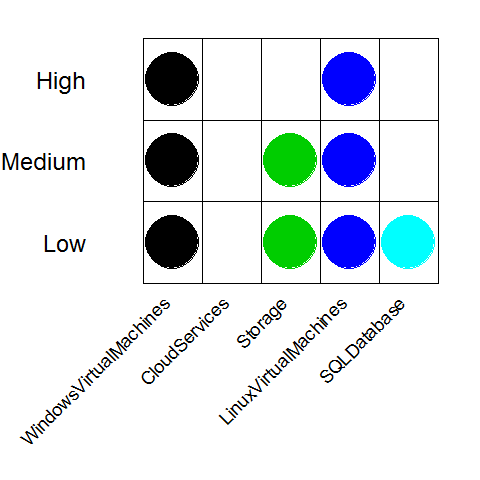 High
Medium
Low
WindowsVirtualMachines
CloudServices
Storage
LinuxVirtualMachines
SQLDatabase